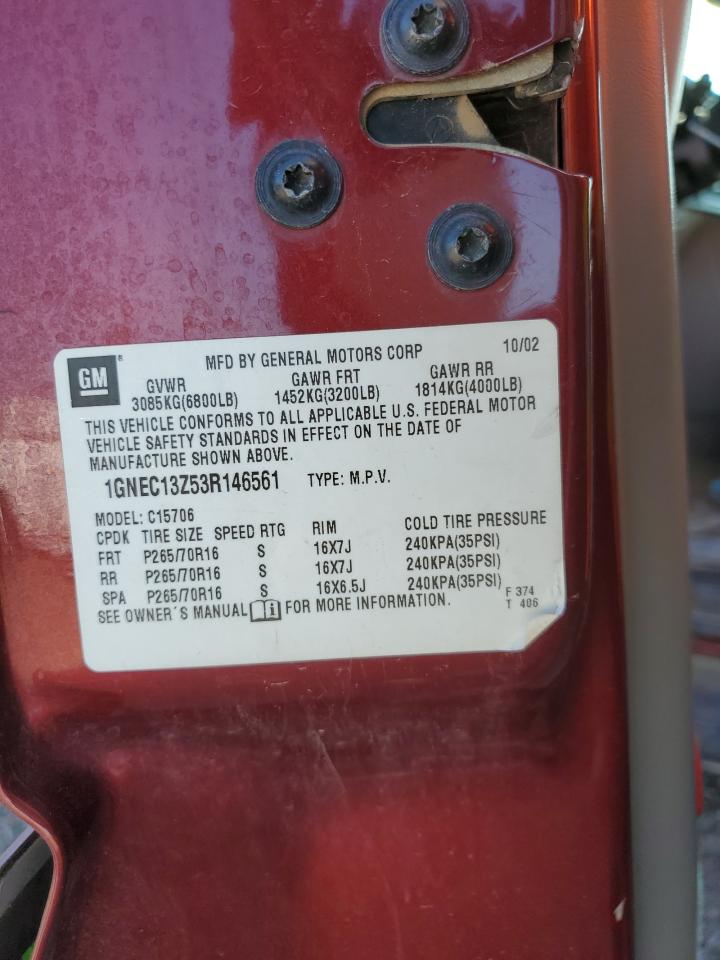 GM® MFD BY GENERAL MOTORS CORP 10/02
GVWR GAWR FRT GAWR RR
3085KG(6800LB) 1452KG(3200LB) 1814KG(4000LB)
THIS VEHICLE CONFORMS TO ALL APPLICABLE U.S. FEDERAL MOTOR
VEHICLE SAFETY STANDARDS IN EFFECT ON THE DATE OF
MANUFACTURE SHOWN ABOVE.
1GNEC13Z53R146561 TYPE: M.P.V.
MODEL: C15706
CPDK TIRE SIZE SPEED RTG RIM COLD TIRE PRESSURE
FRT P265/70R16 S 16X7J 240KPA(35PSI)
RR P265/70R16 S 16X7J 240KPA(35PSI)
SPA P265/70R16 S 16X6.5J 240KPA(35PSI)
SEE OWNER´S MANUAL FOR MORE INFORMATION.
F 374
T 406